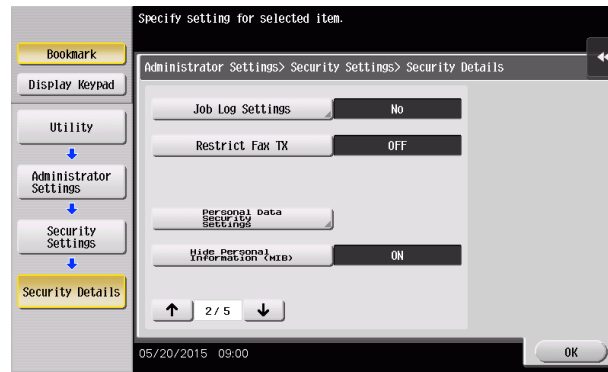 Specify setting for selected item.
Bookmark
Display Keypad
Utility
Administrator
Settings
Security
Settings
Security Details
Administrator Settings> Security Settings> Security Details
Job Log Settings
No
Restrict Fax TX
OFF
Personal Data
Security
Settings
Hide Personal
Information (MIB)
ON
2/ 5
05/20/2015 09:00
OK